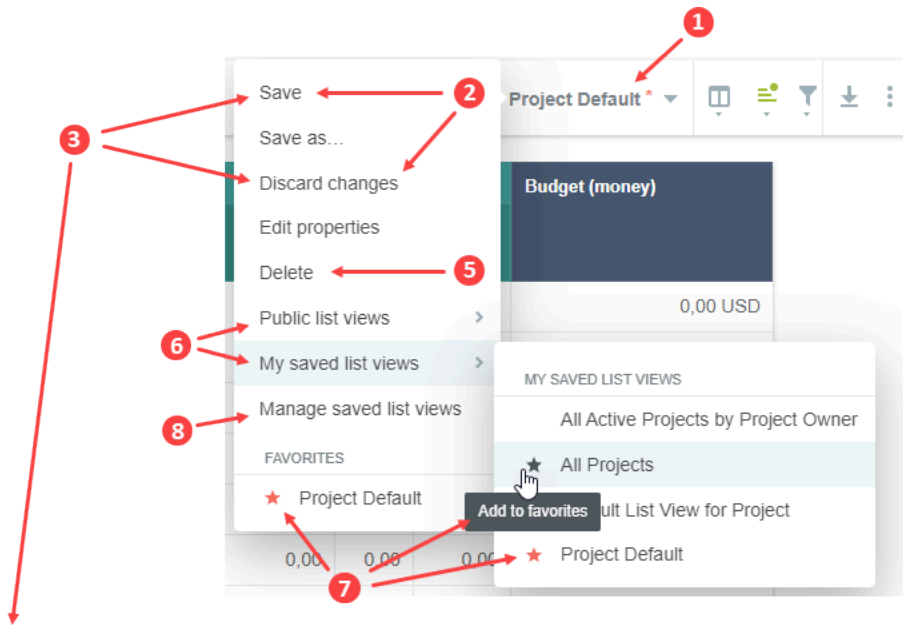 1
Save
2
Project Default *
3
Save as...
Discard changes
Budget (money)
Edit properties
Delete
5
Public list views
0,00 USD
6
My saved list views
MY SAVED LIST VIEWS
Manage saved list views
All Active Projects by Project Owner
8
FAVORITES
All Projects
Project Default
Add to favorites
ult List View for Project
0,00 0,00 0,00
Project Default
7